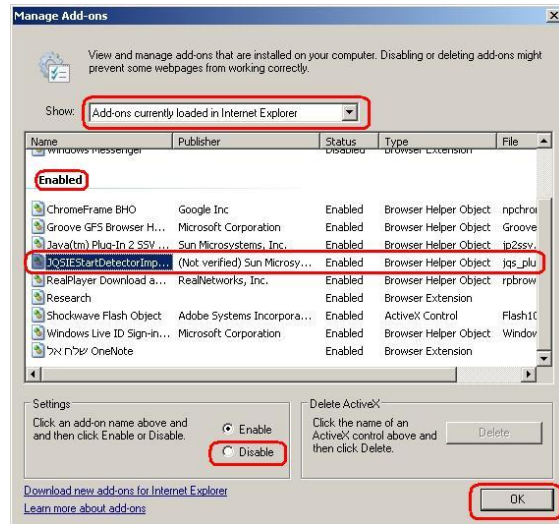 Manage Add-ons
View and manage add-ons that are installed on your computer. Disabling or deleting add-ons might
prevent some webpages from working correctly.
Show: Add-ons currently loaded in Internet Explorer
Name Publisher Status Type File
Windows Messenger Disabled Browser Extension
Enabled
ChromeFrame BHO Google Inc Enabled Browser Helper Object npchro
Groove GFS Browser H... Microsoft Corporation Enabled Browser Helper Object Groove
Java(tm) Plug-In 2 SSV ... Sun Microsystems, Inc. Enabled Browser Helper Object jp2ssv.
JQSIEStartDetectorImp... (Not verified) Sun Microsy... Enabled Browser Helper Object jqs_plu
RealPlayer Download a... RealNetworks, Inc. Enabled Browser Helper Object rpbrow
Research Enabled Browser Extension
Shockwave Flash Object Adobe Systems Incorpora... Enabled ActiveX Control Flash10
Windows Live ID Sign-in... Microsoft Corporation Enabled Browser Helper Object Window
שלח אל OneNote Enabled Browser Extension
Settings
Click an add-on name above and
and then click Enable or Disable.
Enable
Disable
Delete ActiveX
Click the name of an
ActiveX control above and
then click Delete.
Delete
Download new add-ons for Internet Explorer
Learn more about add-ons
OK